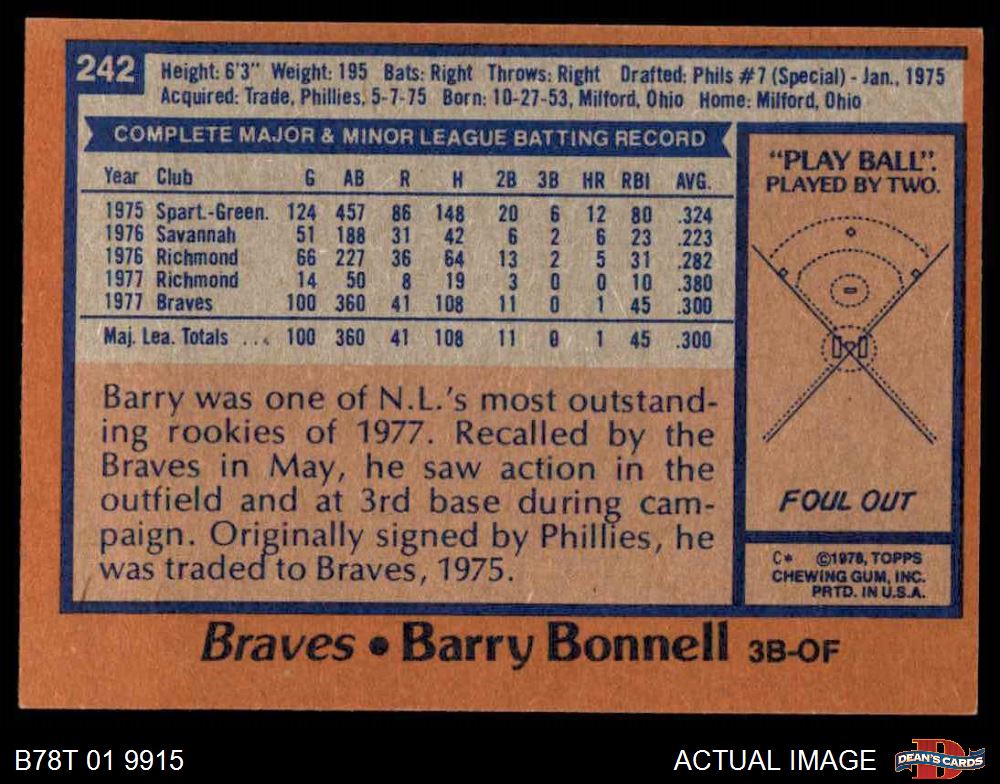 242
Height: 6'3" Weight: 195 Bats: Right Throws: Right Drafted: Phils #7 (Special) - Jan., 1975
Acquired: Trade, Phillies, 5-7-75 Born: 10-27-53, Milford, Ohio Home: Milford, Ohio
COMPLETE MAJOR & MINOR LEAGUE BATTING RECORD
Year Club G AB R H 2B 3B HR RBI AVG.
1975 Spart.-Green. 124 457 86 148 20 6 12 80 .324
1976 Savannah 51 188 31 42 6 2 6 23 .223
1976 Richmond 66 227 36 64 13 2 5 31 .282
1977 Richmond 14 50 8 19 3 0 0 10 .380
1977 Braves 100 360 41 108 11 0 1 45 .300
Maj. Lea. Totals ... 100 360 41 108 11 0 1 45 .300
Barry was one of N.L.'s most outstand-
ing rookies of 1977. Recalled by the
Braves in May, he saw action in the
outfield and at 3rd base during cam-
paign. Originally signed by Phillies, he
was traded to Braves, 1975.
"PLAY BALL".
PLAYED BY TWO.
FOUL OUT
C* ©1978, TOPPS
CHEWING GUM, INC.
PRTD. IN U.S.A.
Braves • Barry Bonnell 3B-OF
B78T 01 9915
ACTUAL IMAGE
DEAN'S CARDS